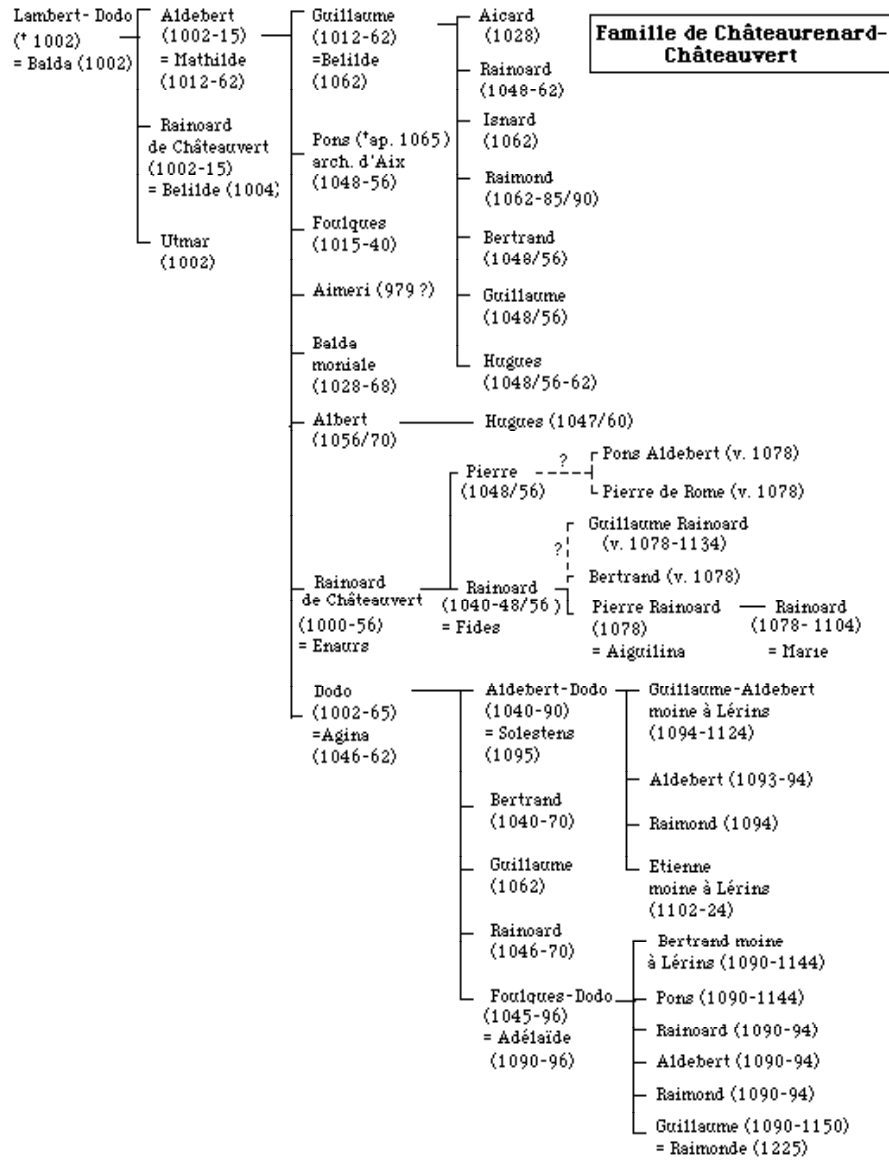 Famille de Châteaurenard-
Châteauvert
Lambert-Dodo
(† 1002)
= Balda (1002)
Aldebert
(1002-15)
= Mathilde
(1012-62)
Rainoard
de Châteauvert
(1002-15)
= Belilde (1004)
Utmar
(1002)
Guillaume
(1012-62)
=Belilde
(1062)
Pons († ap. 1065)
arch. d'Aix
(1048-56)
Foulques
(1015-40)
Aimeri (979 ?)
Balda
moniale
(1028-68)
Albert
(1056/70)
Rainoard
de Châteauvert
(1000-56)
= Enaurs
Dodo
(1002-65)
=Agina
(1046-62)
Aicard
(1028)
Rainoard
(1048-62)
Isnard
(1062)
Raimond
(1062-85/90)
Bertrand
(1048/56)
Guillaume
(1048/56)
Hugues
(1048/56-62)
Hugues (1047/60)
Pierre
(1048/56)
?
Pons Aldebert (v. 1078)
Pierre de Rome (v. 1078)
Rainoard
(1040-48/56)
= Fides
?
Guillaume Rainoard
(v. 1078-1134)
Bertrand (v. 1078)
Pierre Rainoard
(1078)
= Aiguilina
Rainoard
(1078-1104)
= Marie
Aldebert-Dodo
(1040-90)
= Solestens
(1095)
Bertrand
(1040-70)
Guillaume
(1062)
Rainoard
(1046-70)
Foulques-Dodo
(1045-96)
= Adélaïde
(1090-96)
Guillaume-Aldebert
moine à Lérins
(1094-1124)
Aldebert (1093-94)
Raimond (1094)
Etienne
moine à Lérins
(1102-24)
Bertrand moine
à Lérins (1090-1144)
Pons (1090-1144)
Rainoard (1090-94)
Aldebert (1090-94)
Raimond (1090-94)
Guillaume (1090-1150)
= Raimonde (1225)